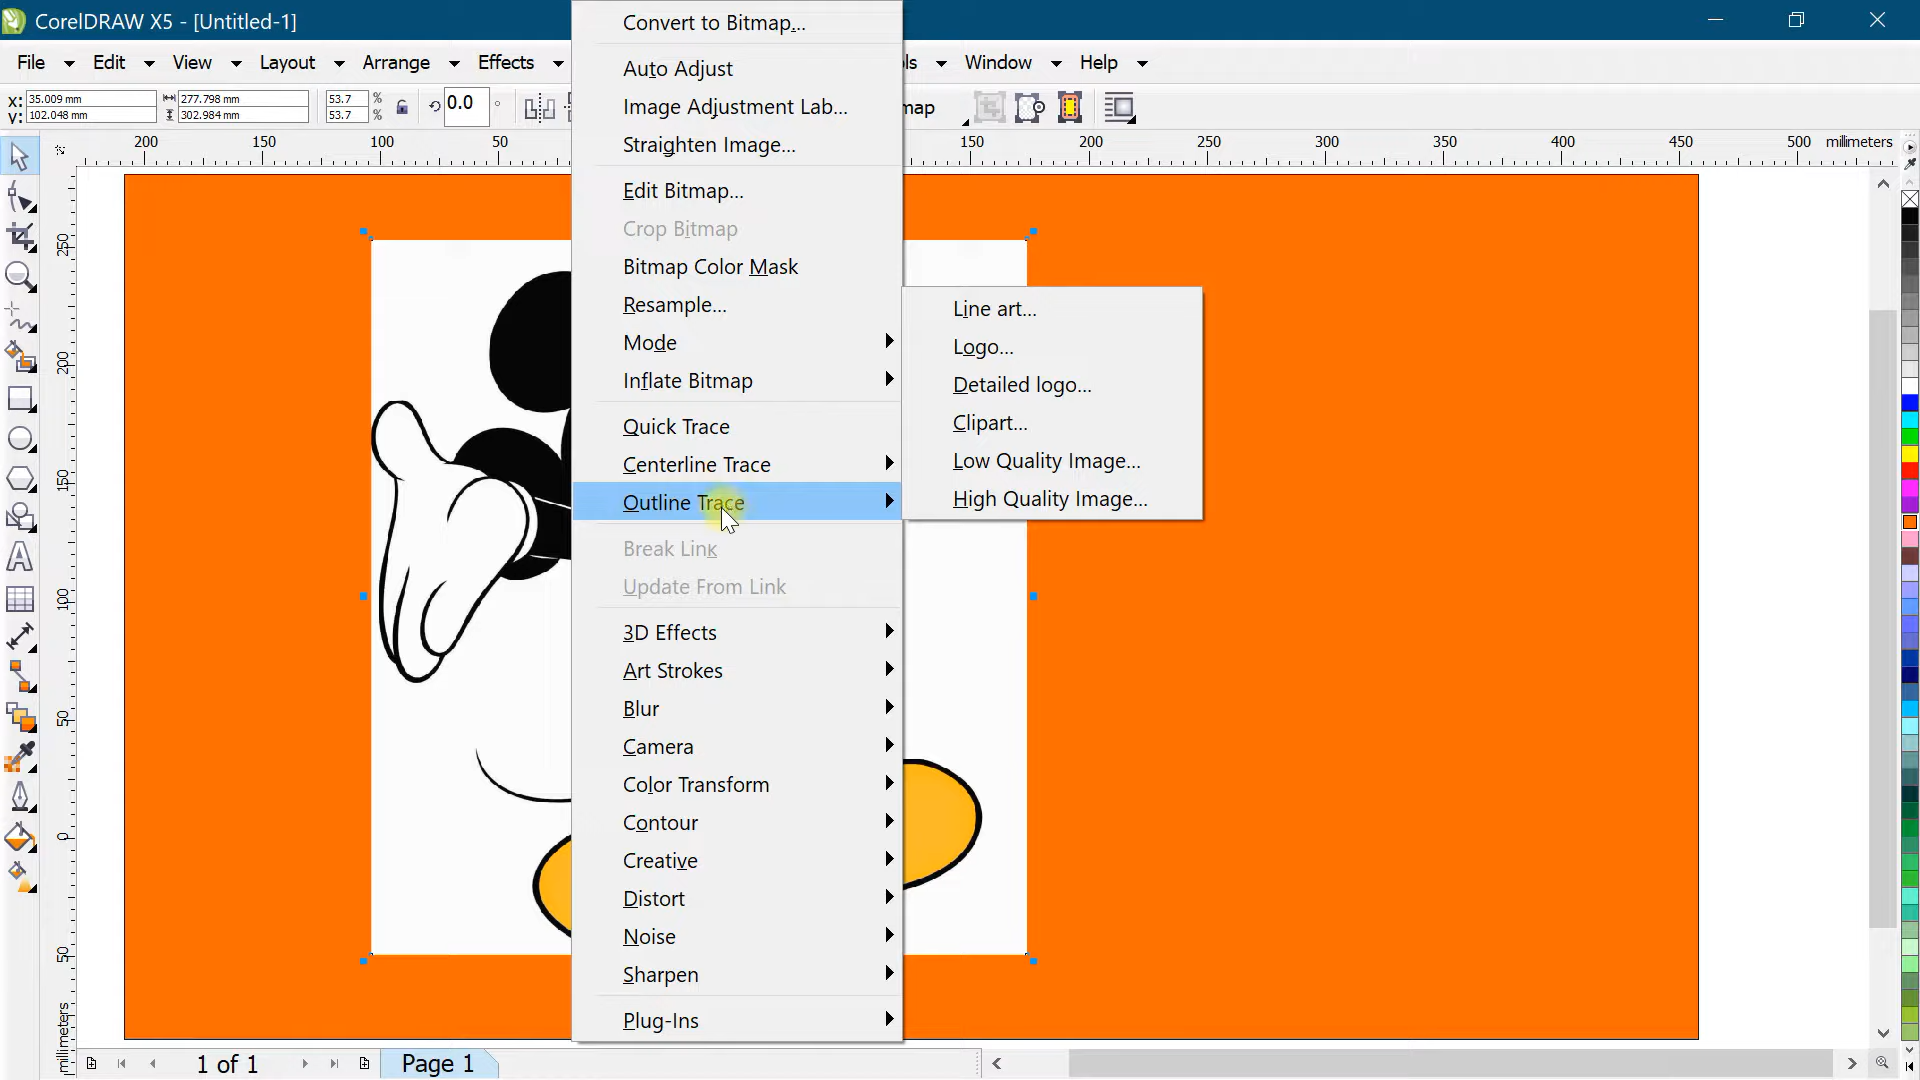 CorelDRAW X5 - [Untitled-1]
File Edit View Layout Arrange Effects ls Window Help
x: 35.009 mm 277.798 mm 53.7 % 0.0 ° map
y: 102.048 mm 302.984 mm 53.7 %
200 150 100 50 150 200 250 300 350 400 450 500 millimeters
250
200
150
100
50
0
50
millimeters
Convert to Bitmap...
Auto Adjust
Image Adjustment Lab...
Straighten Image...
Edit Bitmap...
Crop Bitmap
Bitmap Color Mask
Resample...
Mode
Inflate Bitmap
Quick Trace
Centerline Trace
Outline Trace
Break Link
Update From Link
3D Effects
Art Strokes
Blur
Camera
Color Transform
Contour
Creative
Distort
Noise
Sharpen
Plug-Ins
Line art...
Logo...
Detailed logo...
Clipart...
Low Quality Image...
High Quality Image...
1 of 1 Page 1